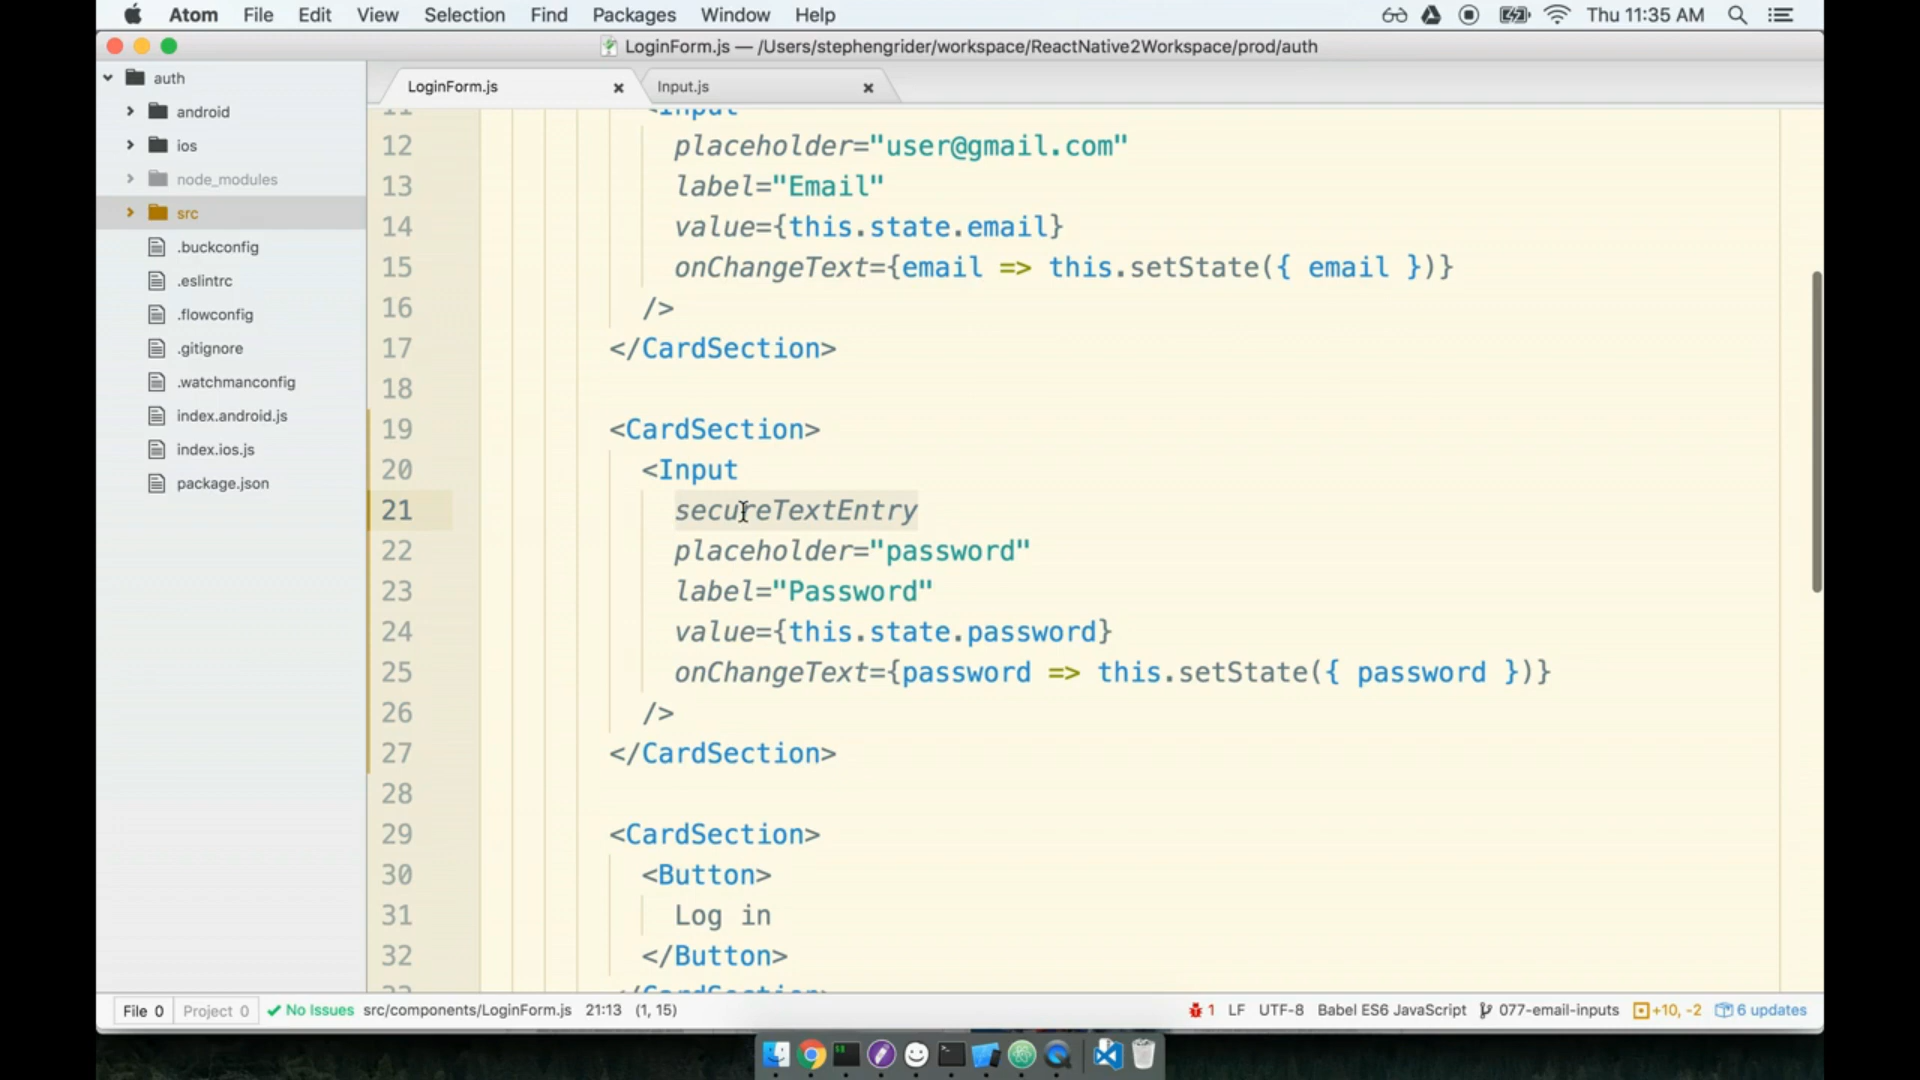 Atom File Edit View Selection Find Packages Window Help Thu 11:35 AM
LoginForm.js — /Users/stephengrider/workspace/ReactNative2Workspace/prod/auth
auth
android
ios
node_modules
src
.buckconfig
.eslintrc
.flowconfig
.gitignore
.watchmanconfig
index.android.js
index.ios.js
package.json
LoginForm.js Input.js
11 <Input
12 placeholder="user@gmail.com"
13 label="Email"
14 value={this.state.email}
15 onChangeText={email => this.setState({ email })}
16 />
17 </CardSection>
18
19 <CardSection>
20 <Input
21 secureTextEntry
22 placeholder="password"
23 label="Password"
24 value={this.state.password}
25 onChangeText={password => this.setState({ password })}
26 />
27 </CardSection>
28
29 <CardSection>
30 <Button>
31 Log in
32 </Button>
33 </CardSection>
File 0 Project 0 No Issues src/components/LoginForm.js 21:13 (1, 15) 1 LF UTF-8 Babel ES6 JavaScript 077-email-inputs +10, -2 6 updates